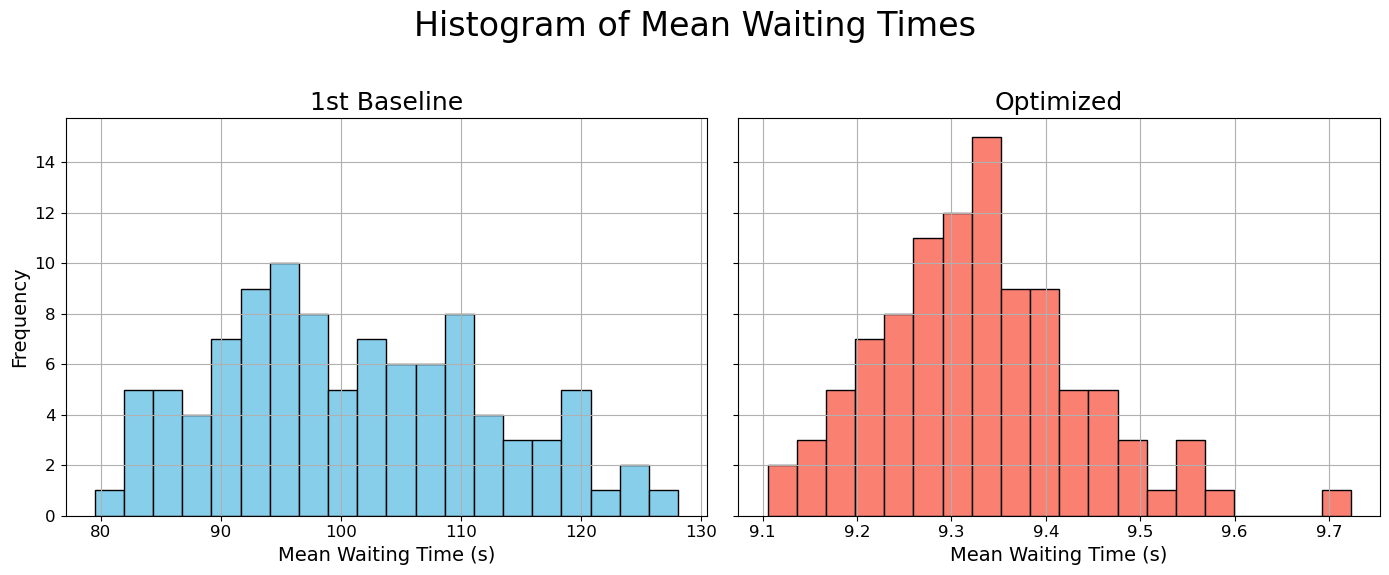 Histogram of Mean Waiting Times
1st Baseline
Optimized
Frequency
14
12
10
8
6
4
2
0
80 90 100 110 120 130
9.1 9.2 9.3 9.4 9.5 9.6 9.7
Mean Waiting Time (s)
Mean Waiting Time (s)